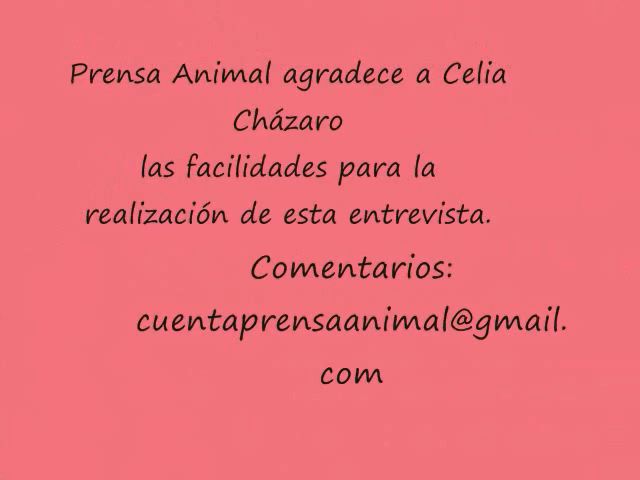 Prensa Animal agradece a Celia
Cházaro
las facilidades para la
realización de esta entrevista.
Comentarios:
cuentaprensaanimal@gmail.
com